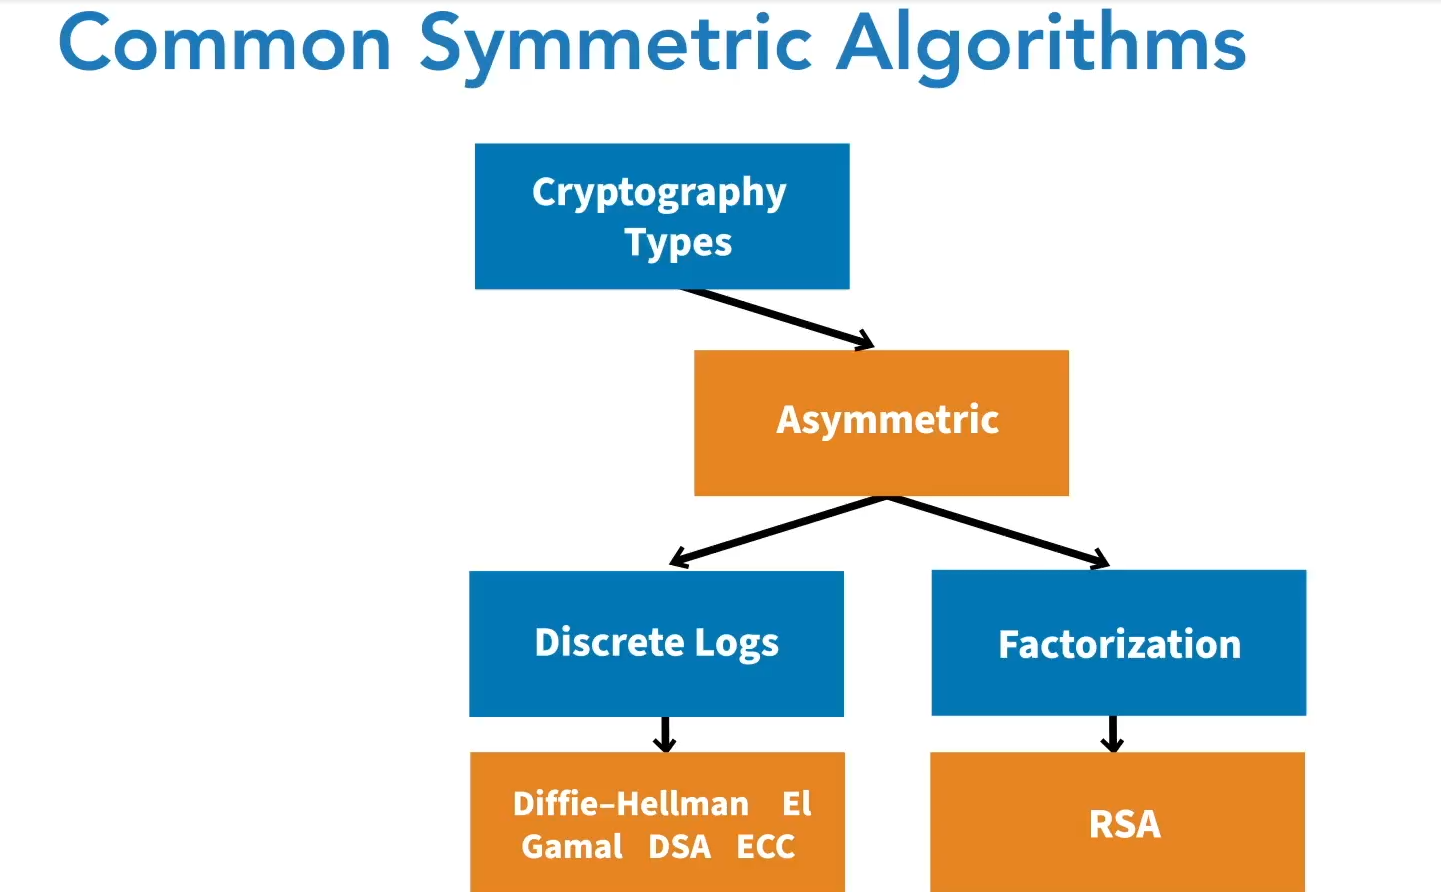 Common Symmetric Algorithms
Cryptography
Types
Asymmetric
Discrete Logs
Factorization
Diffie–Hellman El
Gamal DSA ECC
RSA